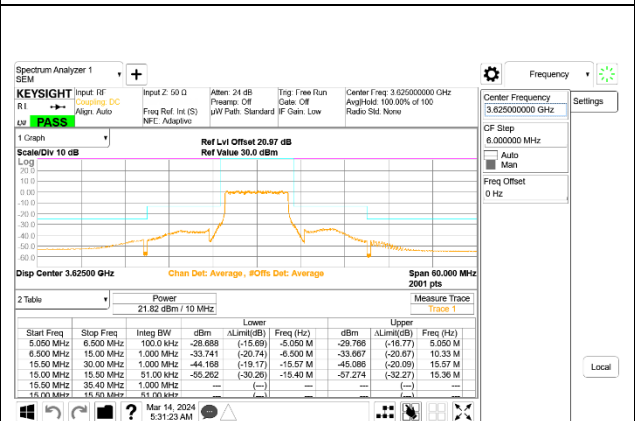 Spectrum Analyzer 1
SEM
+
Frequency
KEYSIGHT Input: RF Input Z: 50 Ω Atten: 24 dB Trig: Free Run Center Freq: 3.625000000 GHz
RL Coupling: DC Preamp: Off Gate: Off Avg|Hold: 100.00% of 100
Align: Auto Freq Ref: Int (S) µW Path: Standard IF Gain: Low Radio Std: None
PASS NFE: Adaptive
Center Frequency
3.625000000 GHz
Settings
CF Step
6.000000 MHz
Auto
Man
Freq Offset
0 Hz
1 Graph
Ref Lvl Offset 20.97 dB
Scale/Div 10 dB Ref Value 30.0 dBm
Log
20.0
10.0
0.00
-10.0
-20.0
-30.0
-40.0
-50.0
-60.0
Disp Center 3.62500 GHz Chan Det: Average, #Offs Det: Average Span 60.000 MHz
2001 pts
2 Table Power Measure Trace
21.82 dBm / 10 MHz Trace 1
Lower Upper
Start Freq Stop Freq Integ BW dBm ΔLimit(dB) Freq (Hz) dBm ΔLimit(dB) Freq (Hz)
5.050 MHz 6.500 MHz 100.0 kHz -28.688 (-15.69) -5.050 M -29.766 (-16.77) 5.050 M
6.500 MHz 15.00 MHz 1.000 MHz -33.741 (-20.74) -6.500 M -33.667 (-20.67) 10.33 M
15.50 MHz 30.00 MHz 1.000 MHz -44.168 (-19.17) -15.57 M -45.086 (-20.09) 15.57 M
15.00 MHz 15.50 MHz 51.00 kHz -55.262 (-30.26) -15.40 M -57.274 (-32.27) 15.36 M
15.50 MHz 35.40 MHz 1.000 MHz --- (---) --- --- (---) ---
15.00 MHz 15.50 MHz 51.00 kHz --- (---) --- --- (---) ---
Local
? Mar 14, 2024
5:31:23 AM